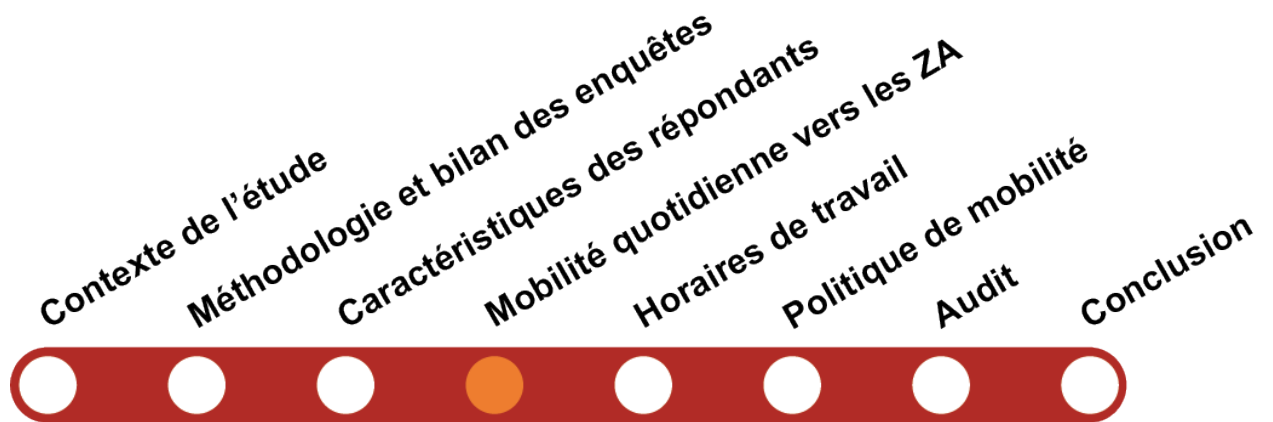 Contexte de l’étude
Méthodologie et bilan des enquêtes
Caractéristiques des répondants
Mobilité quotidienne vers les ZA
Horaires de travail
Politique de mobilité
Audit
Conclusion